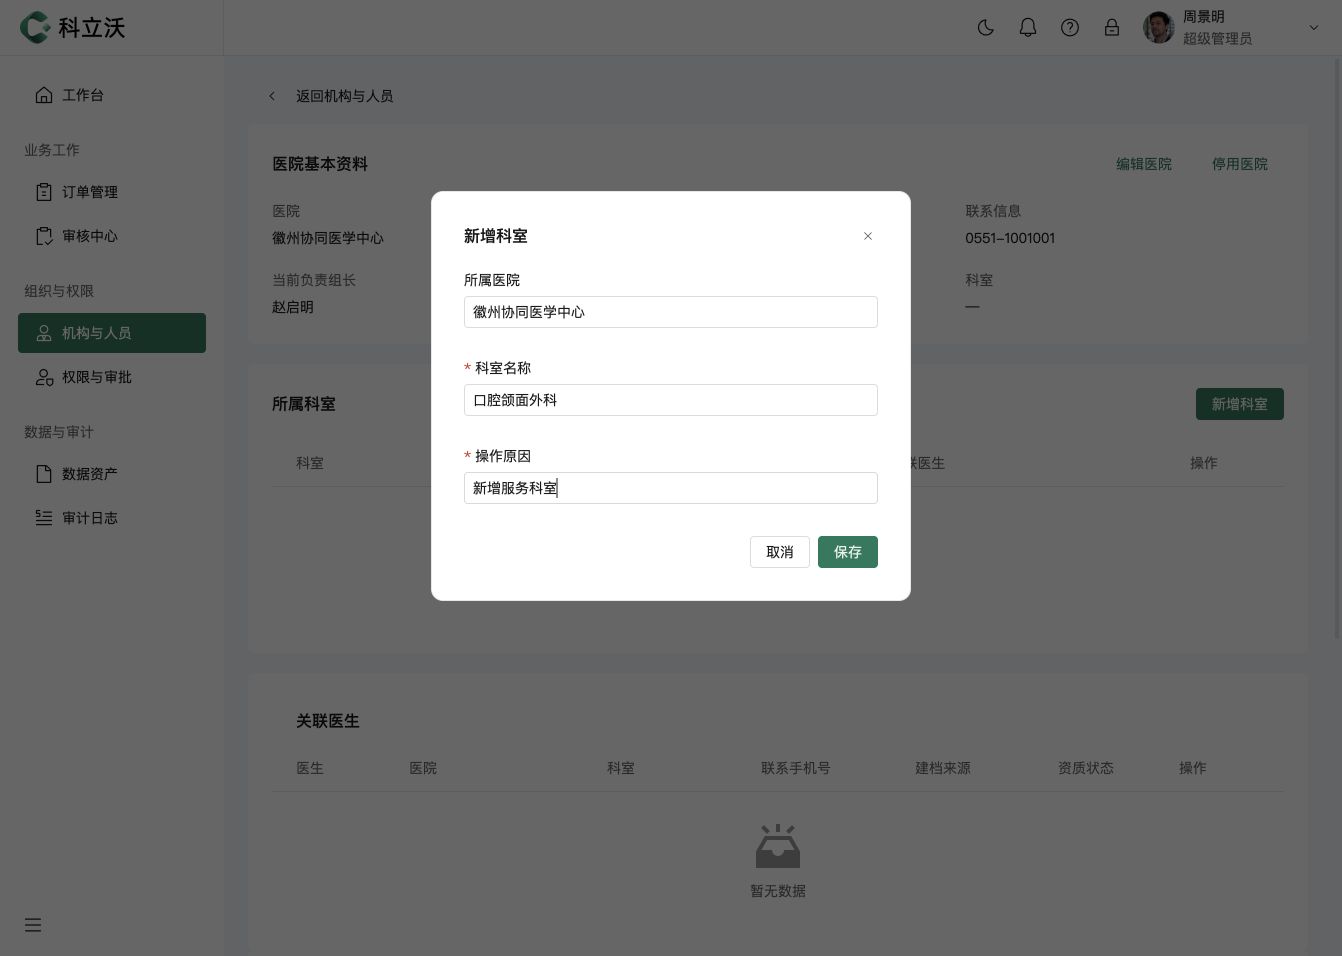 科立沃
周景明
超级管理员
工作台
返回机构与人员
业务工作
订单管理
审核中心
组织与权限
机构与人员
权限与审批
数据与审计
数据资产
审计日志
医院基本资料
编辑医院
停用医院
医院
徽州协同医学中心
联系信息
0551-1001001
当前负责组长
赵启明
科室
—
所属科室
新增科室
科室
联医生
操作
新增科室
所属医院
徽州协同医学中心
* 科室名称
口腔颌面外科
* 操作原因
新增服务科室
取消
保存
关联医生
医生 医院 科室 联系手机号 建档来源 资质状态 操作
暂无数据